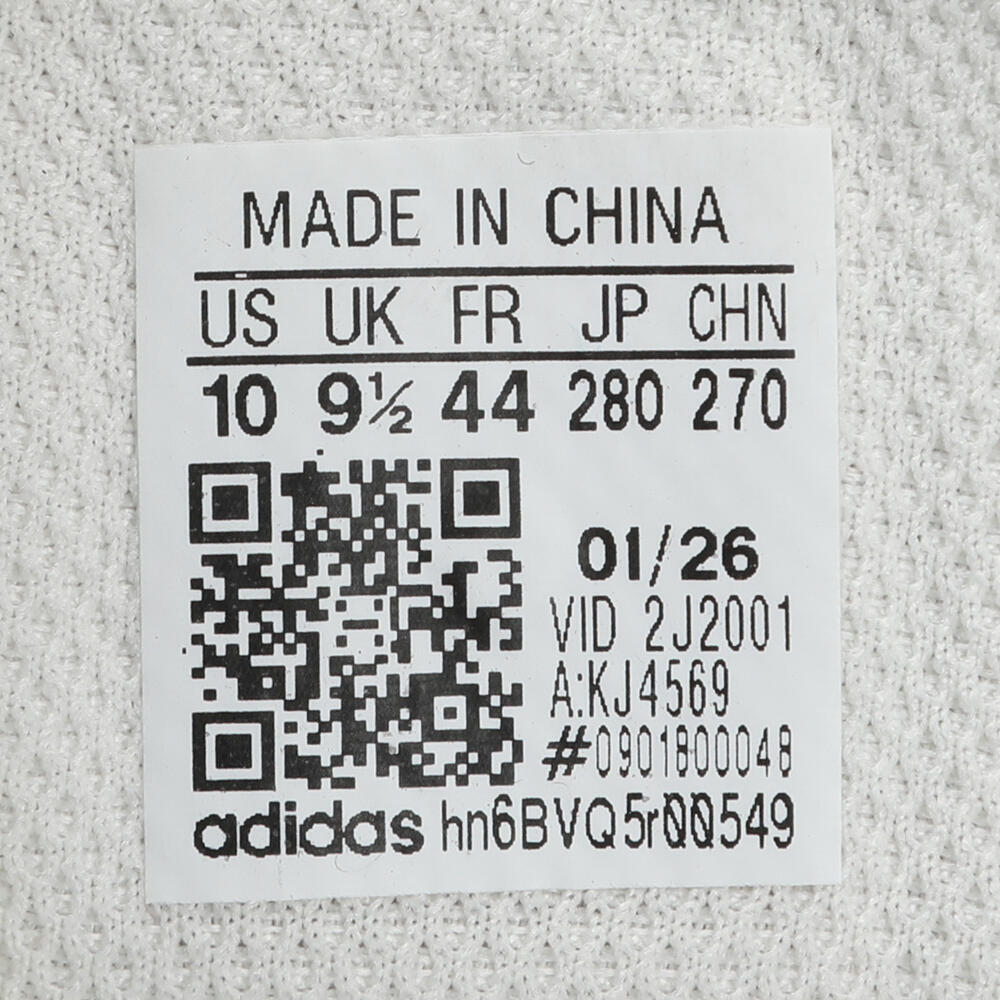 MADE IN CHINA
US UK FR JP CHN
10 9½ 44 280 270
01/26
VID 2J2001
A:KJ4569
#0901800048
adidas hn6BVQ5r00549